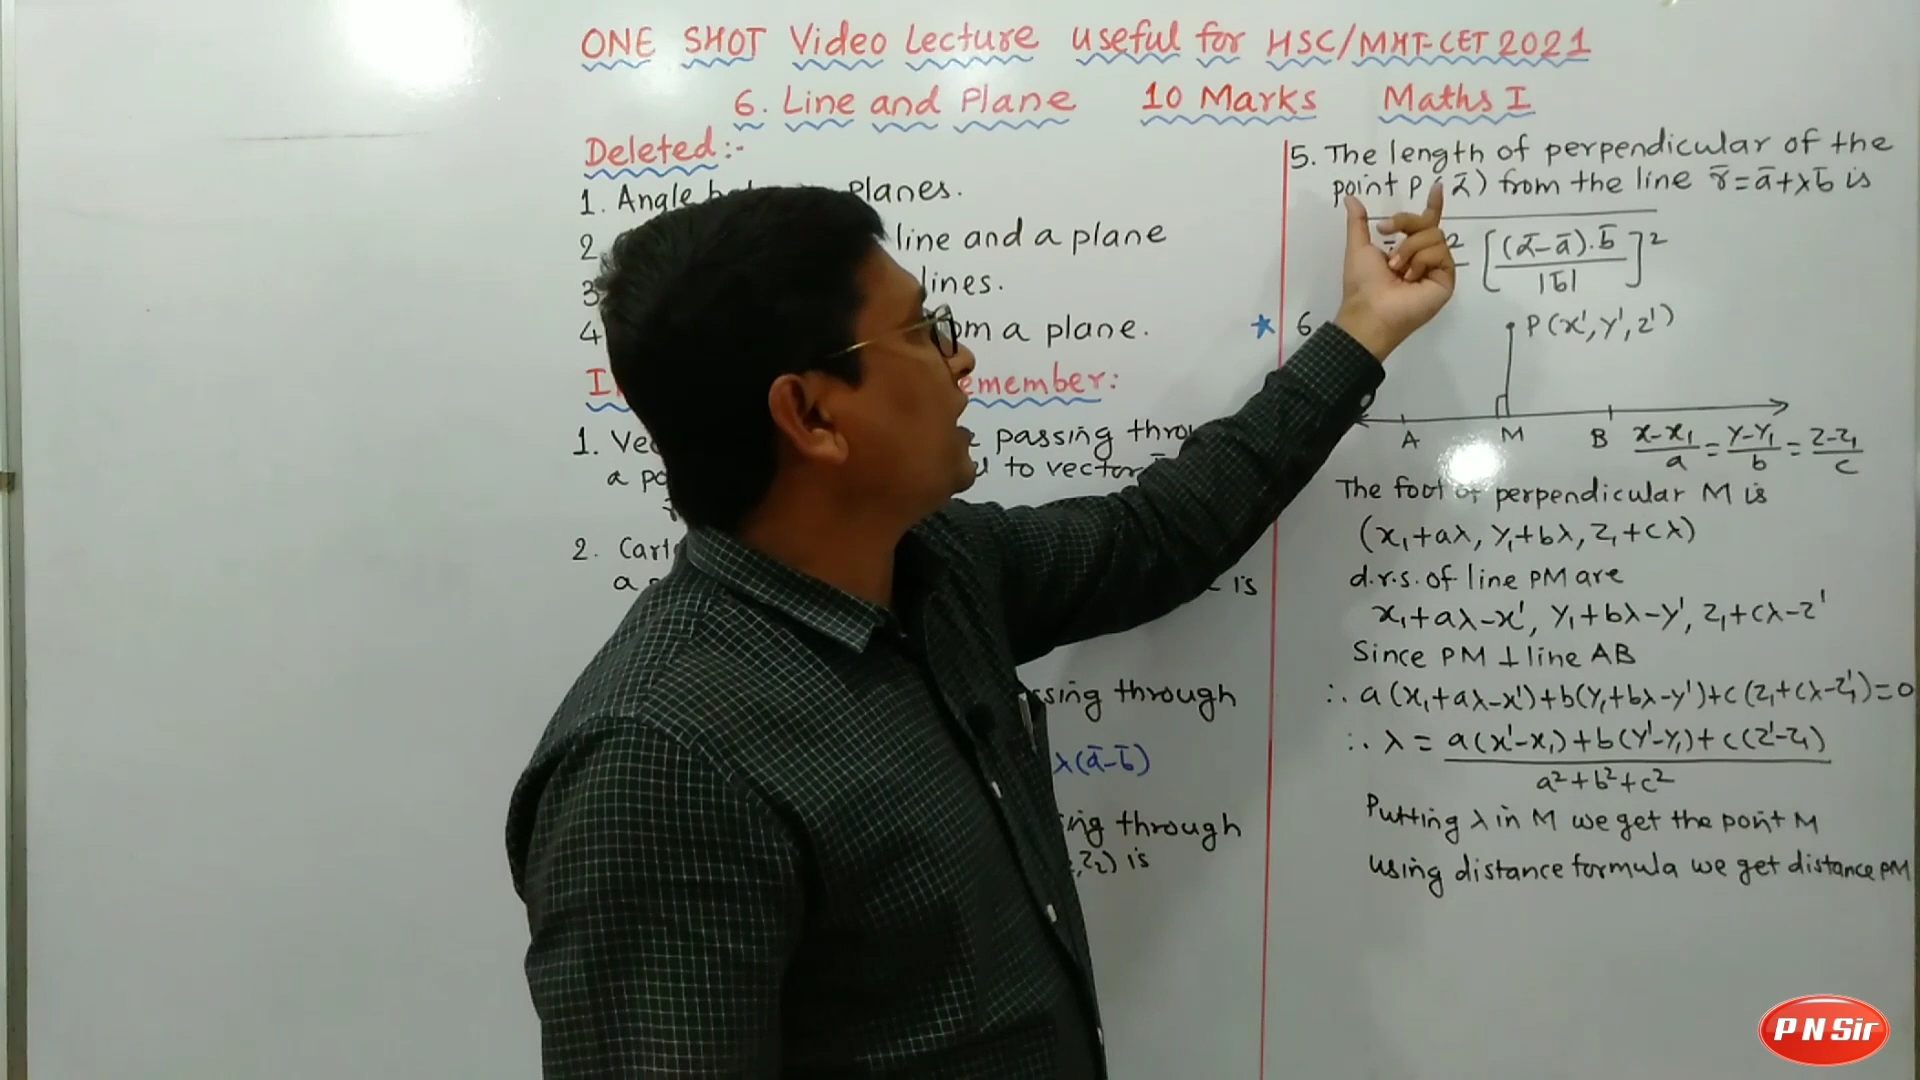 ONE SHOT Video Lecture useful for HSC/MHT-CET 2021
6. Line and Plane 10 Marks Maths I
Deleted:-
1. Angle planes.
2 line and a plane
3 lines.
4 from a plane.
emember:
1. Vec passing throu
a po to vector
2. Carte
a is
ssing through
λ(a̅-b̅)
ing through
,z₂) is
5. The length of perpendicular of the
point P(α̅) from the line r̅=a̅+λb̅ is
² [(α̅-a̅).b̅/|b̅|]²
★ 6.
P(x',y',z')
A M B x-x₁/a = y-y₁/b = z-z₁/c
The foot of perpendicular M is
(x₁+aλ, y₁+bλ, z₁+cλ)
d.r.s. of line PM are
x₁+aλ-x', y₁+bλ-y', z₁+cλ-z'
Since PM ⊥ line AB
∴ a(x₁+aλ-x')+b(y₁+bλ-y')+c(z₁+cλ-z'₁)=0
∴ λ = a(x'-x₁)+b(y'-y₁)+c(z'-z₁)
a²+b²+c²
Putting λ in M we get the point M
using distance formula we get distance PM
P N Sir